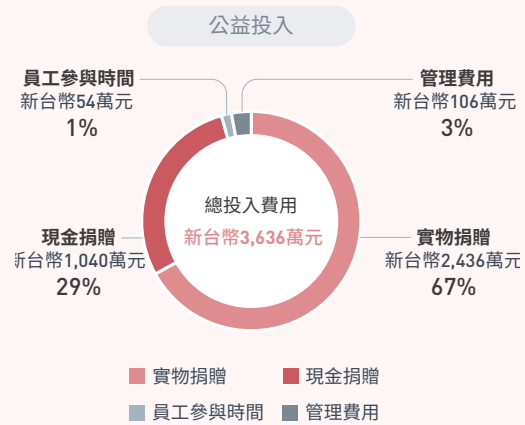 公益投入
員工參與時間
新台幣54萬元
1%
管理費用
新台幣106萬元
3%
總投入費用
新台幣3,636萬元
現金捐贈
新台幣1,040萬元
29%
實物捐贈
新台幣2,436萬元
67%
實物捐贈
現金捐贈
員工參與時間
管理費用